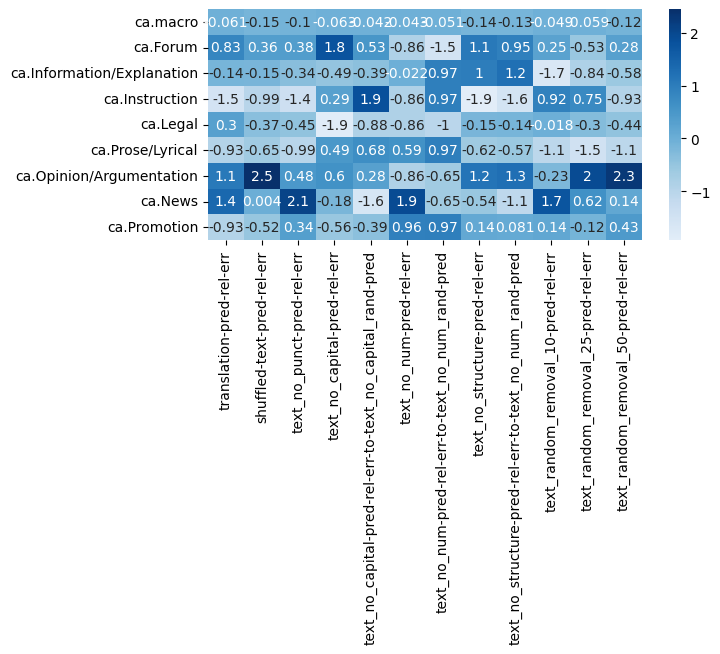 ca.macro -0.061 -0.15 -0.1 -0.063 -0.042 -0.043 -0.051 -0.14 -0.13 -0.049 -0.059 -0.12
ca.Forum 0.83 0.36 0.38 1.8 0.53 -0.86 -1.5 1.1 0.95 0.25 -0.53 0.28
ca.Information/Explanation -0.14 -0.15 -0.34 -0.49 -0.39 -0.022 0.97 1 1.2 -1.7 -0.84 -0.58
ca.Instruction -1.5 -0.99 -1.4 0.29 1.9 -0.86 0.97 -1.9 -1.6 0.92 0.75 -0.93
ca.Legal 0.3 -0.37 -0.45 -1.9 -0.88 -0.86 -1 -0.15 -0.14 -0.018 -0.3 -0.44
ca.Prose/Lyrical -0.93 -0.65 -0.99 0.49 0.68 0.59 0.97 -0.62 -0.57 -1.1 -1.5 -1.1
ca.Opinion/Argumentation 1.1 2.5 0.48 0.6 0.28 -0.86 -0.65 1.2 1.3 -0.23 2 2.3
ca.News 1.4 0.004 2.1 -0.18 -1.6 1.9 -0.65 -0.54 -1.1 1.7 0.62 0.14
ca.Promotion -0.93 -0.52 0.34 -0.56 -0.39 0.96 0.97 0.14 0.081 0.14 -0.12 0.43
translation-pred-rel-err
shuffled-text-pred-rel-err
text_no_punct-pred-rel-err
text_no_capital-pred-rel-err
text_no_capital-pred-rel-err-to-text_no_capital_rand-pred
text_no_num-pred-rel-err
text_no_num-pred-rel-err-to-text_no_num_rand-pred
text_no_structure-pred-rel-err
text_no_structure-pred-rel-err-to-text_no_num_rand-pred
text_random_removal_10-pred-rel-err
text_random_removal_25-pred-rel-err
text_random_removal_50-pred-rel-err
2
1
0
−1